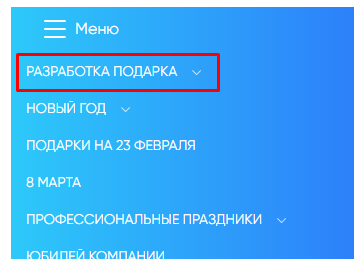 Меню
РАЗРАБОТКА ПОДАРКА
НОВЫЙ ГОД
ПОДАРКИ НА 23 ФЕВРАЛЯ
8 МАРТА
ПРОФЕССИОНАЛЬНЫЕ ПРАЗДНИКИ
ЮБИЛЕЙ КОМПАНИИ